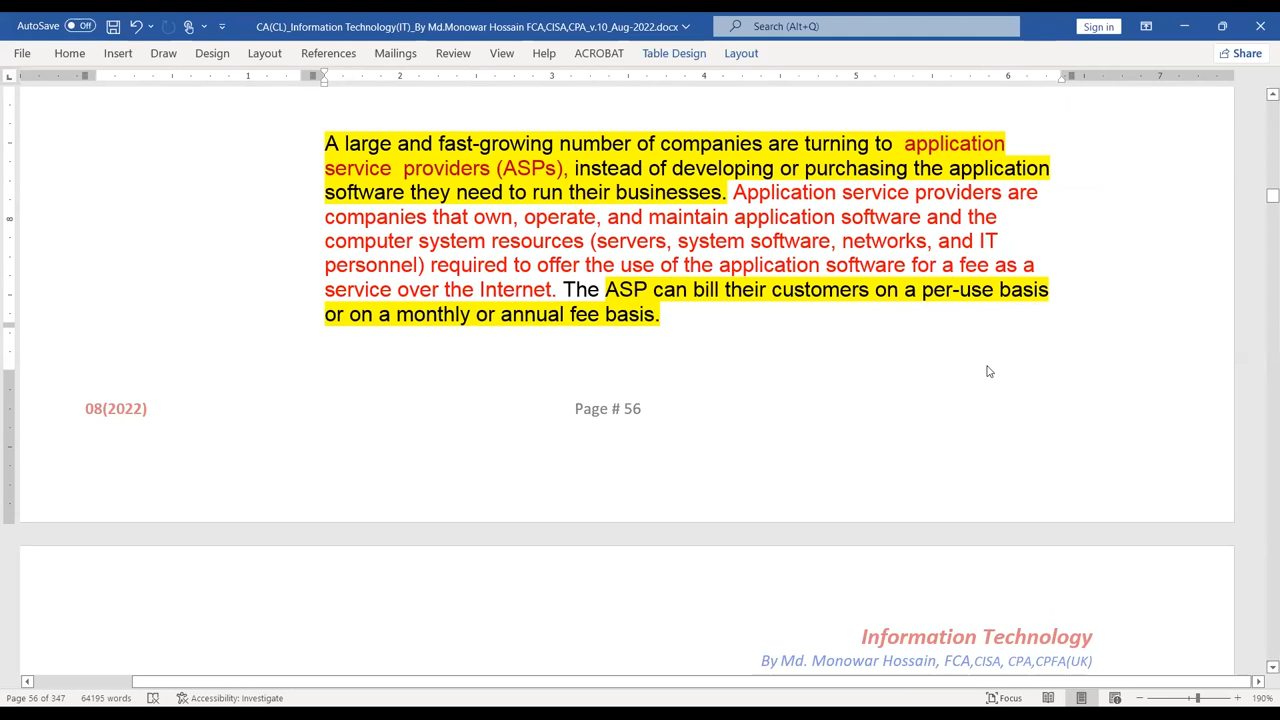 AutoSave Off CA(CL)_Information Technology(IT)_By Md.Monowar Hossain FCA,CISA,CPA_v.10_Aug-2022.docx Search (Alt+Q) Sign in
File Home Insert Draw Design Layout References Mailings Review View Help ACROBAT Table Design Layout Share
1 2 3 4 5 6 7
A large and fast-growing number of companies are turning to application
service providers (ASPs), instead of developing or purchasing the application
software they need to run their businesses. Application service providers are
companies that own, operate, and maintain application software and the
computer system resources (servers, system software, networks, and IT
personnel) required to offer the use of the application software for a fee as a
service over the Internet. The ASP can bill their customers on a per-use basis
or on a monthly or annual fee basis.
08(2022) Page # 56
Information Technology
By Md. Monowar Hossain, FCA,CISA, CPA,CPFA(UK)
Page 56 of 347 64195 words Accessibility: Investigate Focus 190%